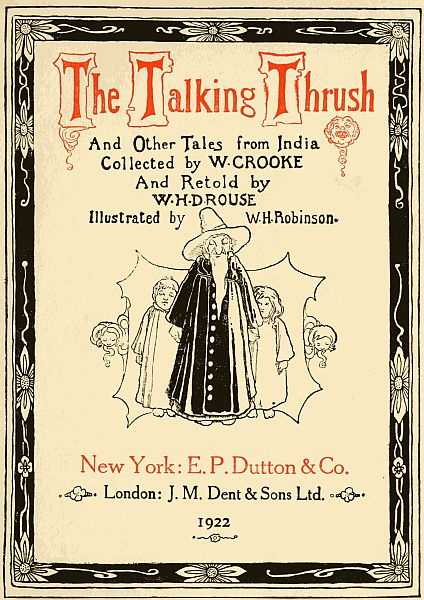 The Talking Thrush
And Other Tales from India
Collected by W. CROOKE
And Retold by
W·H·D·ROUSE
Illustrated by W.H.Robinson.
New York: E. P. Dutton & Co.
London: J. M. Dent & Sons Ltd.
1922